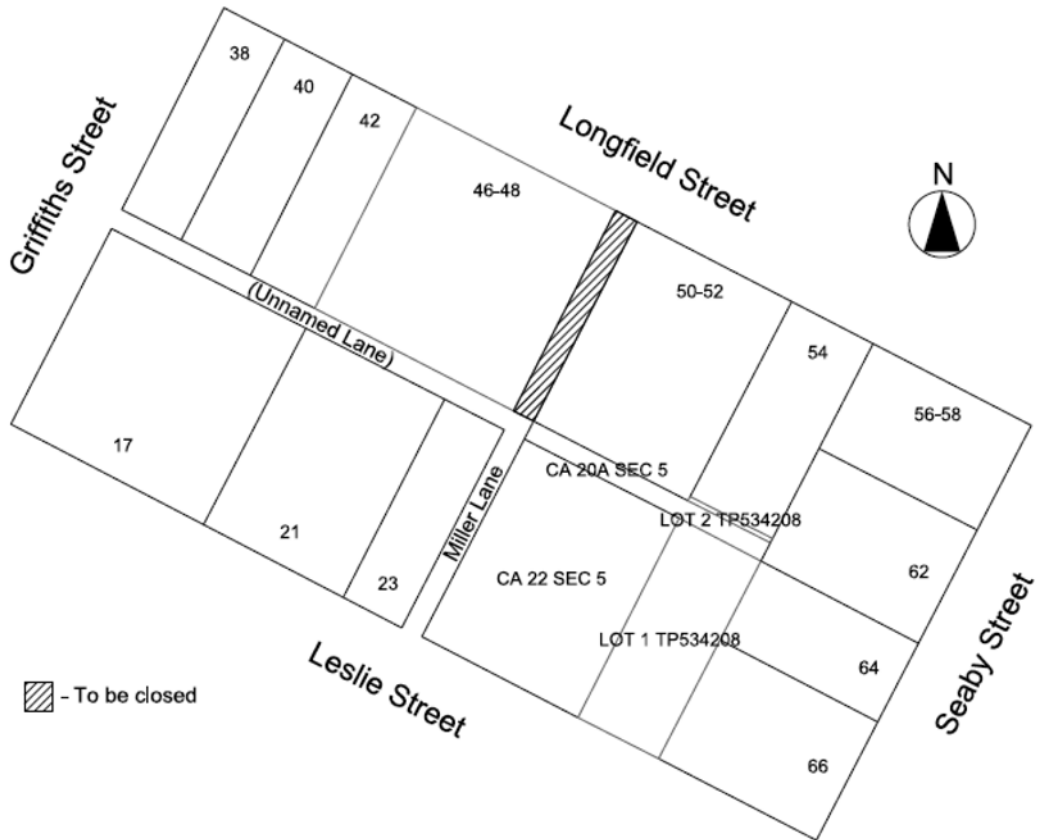 38
40
42
Griffiths Street
Longfield Street
46-48
N
50-52
(Unnamed Lane)
54
56-58
17
CA 20A SEC 5
Miller Lane
LOT 2 TP534208
21
CA 22 SEC 5
62
23
LOT 1 TP534208
Seaby Street
Leslie Street
64
- To be closed
66